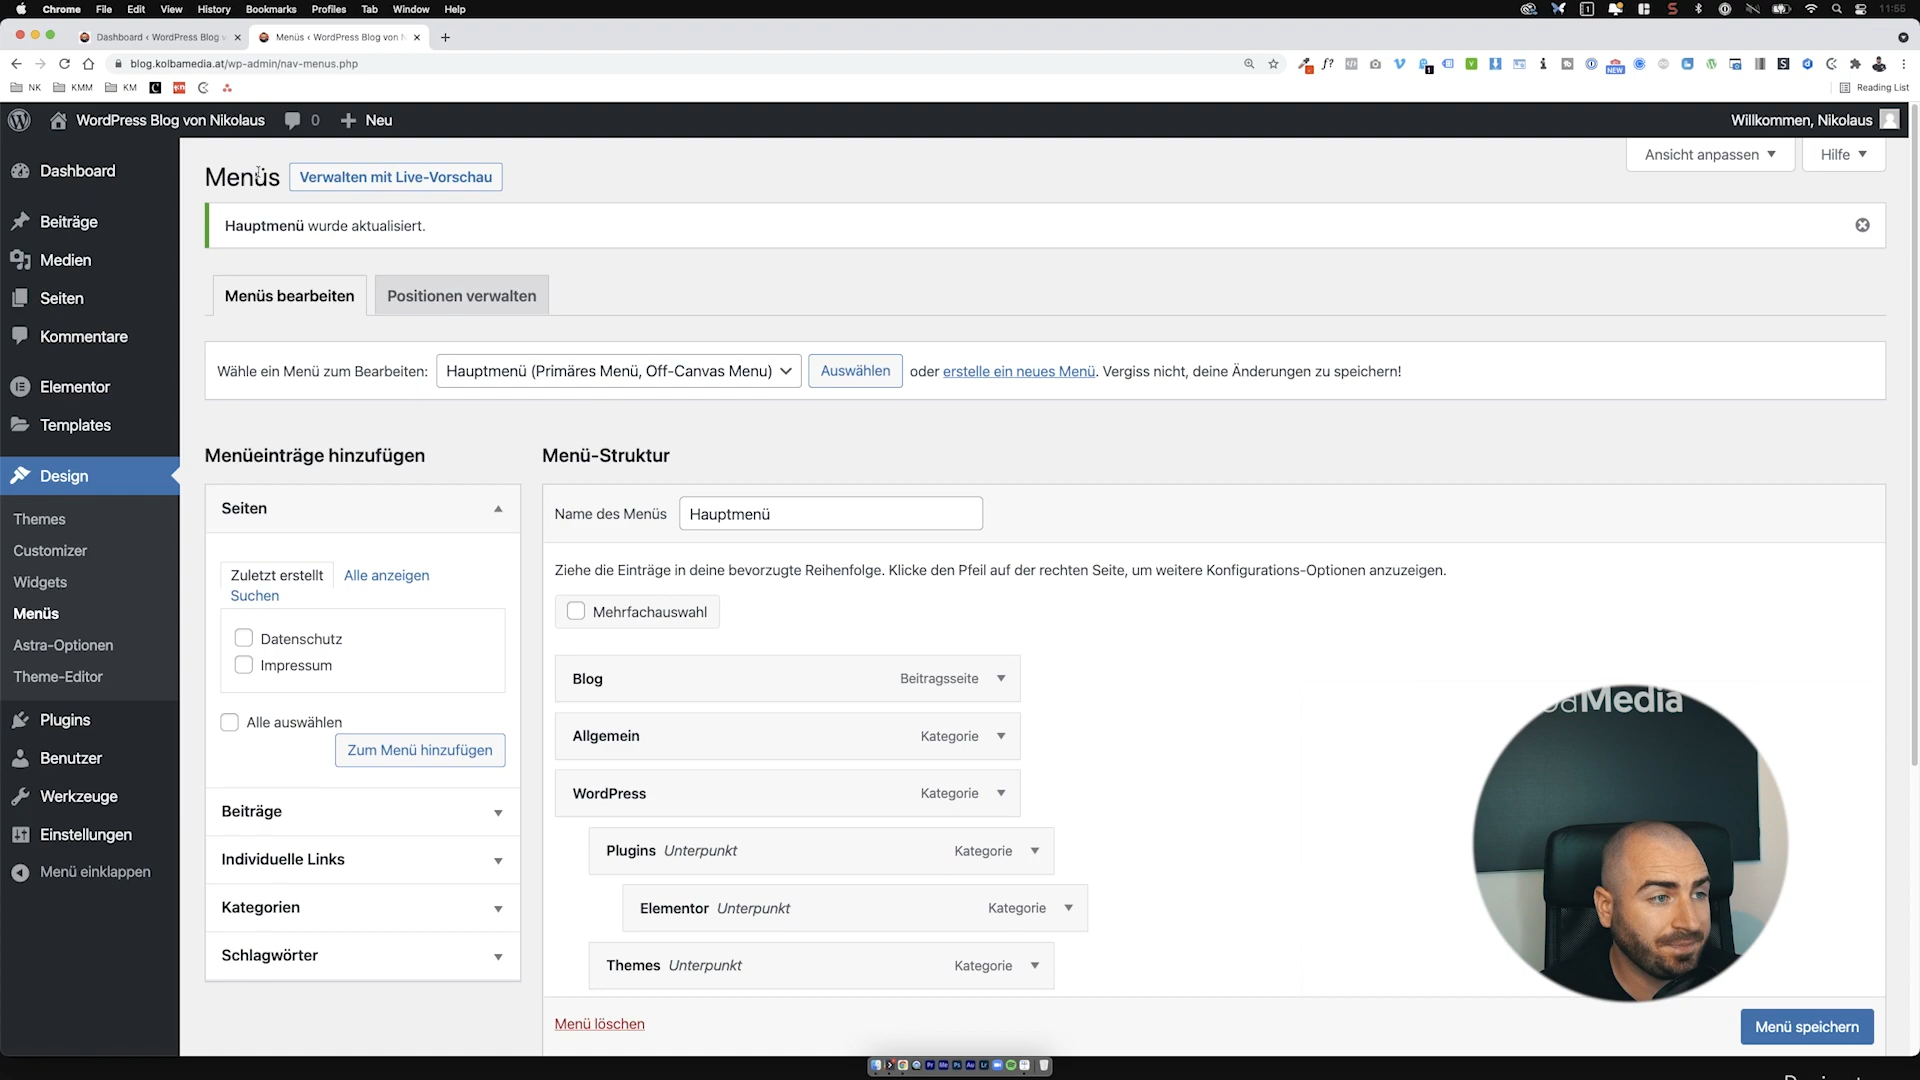 Chrome File Edit View History Bookmarks Profiles Tab Window Help 11:55
Dashboard ‹ WordPress Blog v
Menüs ‹ WordPress Blog von N
blog.kolbamedia.at/wp-admin/nav-menus.php
NK KMM KM Reading List
WordPress Blog von Nikolaus 0 Neu Willkommen, Nikolaus
Dashboard
Beiträge
Medien
Seiten
Kommentare
Elementor
Templates
Design
Themes
Customizer
Widgets
Menüs
Astra-Optionen
Theme-Editor
Plugins
Benutzer
Werkzeuge
Einstellungen
Menü einklappen
Menüs Verwalten mit Live-Vorschau
Ansicht anpassen Hilfe
Hauptmenü wurde aktualisiert.
Menüs bearbeiten Positionen verwalten
Wähle ein Menü zum Bearbeiten: Hauptmenü (Primäres Menü, Off-Canvas Menu) Auswählen oder erstelle ein neues Menü. Vergiss nicht, deine Änderungen zu speichern!
Menüeinträge hinzufügen
Seiten
Zuletzt erstellt Alle anzeigen
Suchen
Datenschutz
Impressum
Alle auswählen
Zum Menü hinzufügen
Beiträge
Individuelle Links
Kategorien
Schlagwörter
Menü-Struktur
Name des Menüs Hauptmenü
Ziehe die Einträge in deine bevorzugte Reihenfolge. Klicke den Pfeil auf der rechten Seite, um weitere Konfigurations-Optionen anzuzeigen.
Mehrfachauswahl
Blog Beitragsseite
Allgemein Kategorie
WordPress Kategorie
Plugins Unterpunkt Kategorie
Elementor Unterpunkt Kategorie
Themes Unterpunkt Kategorie
Menü löschen
Menü speichern
Media